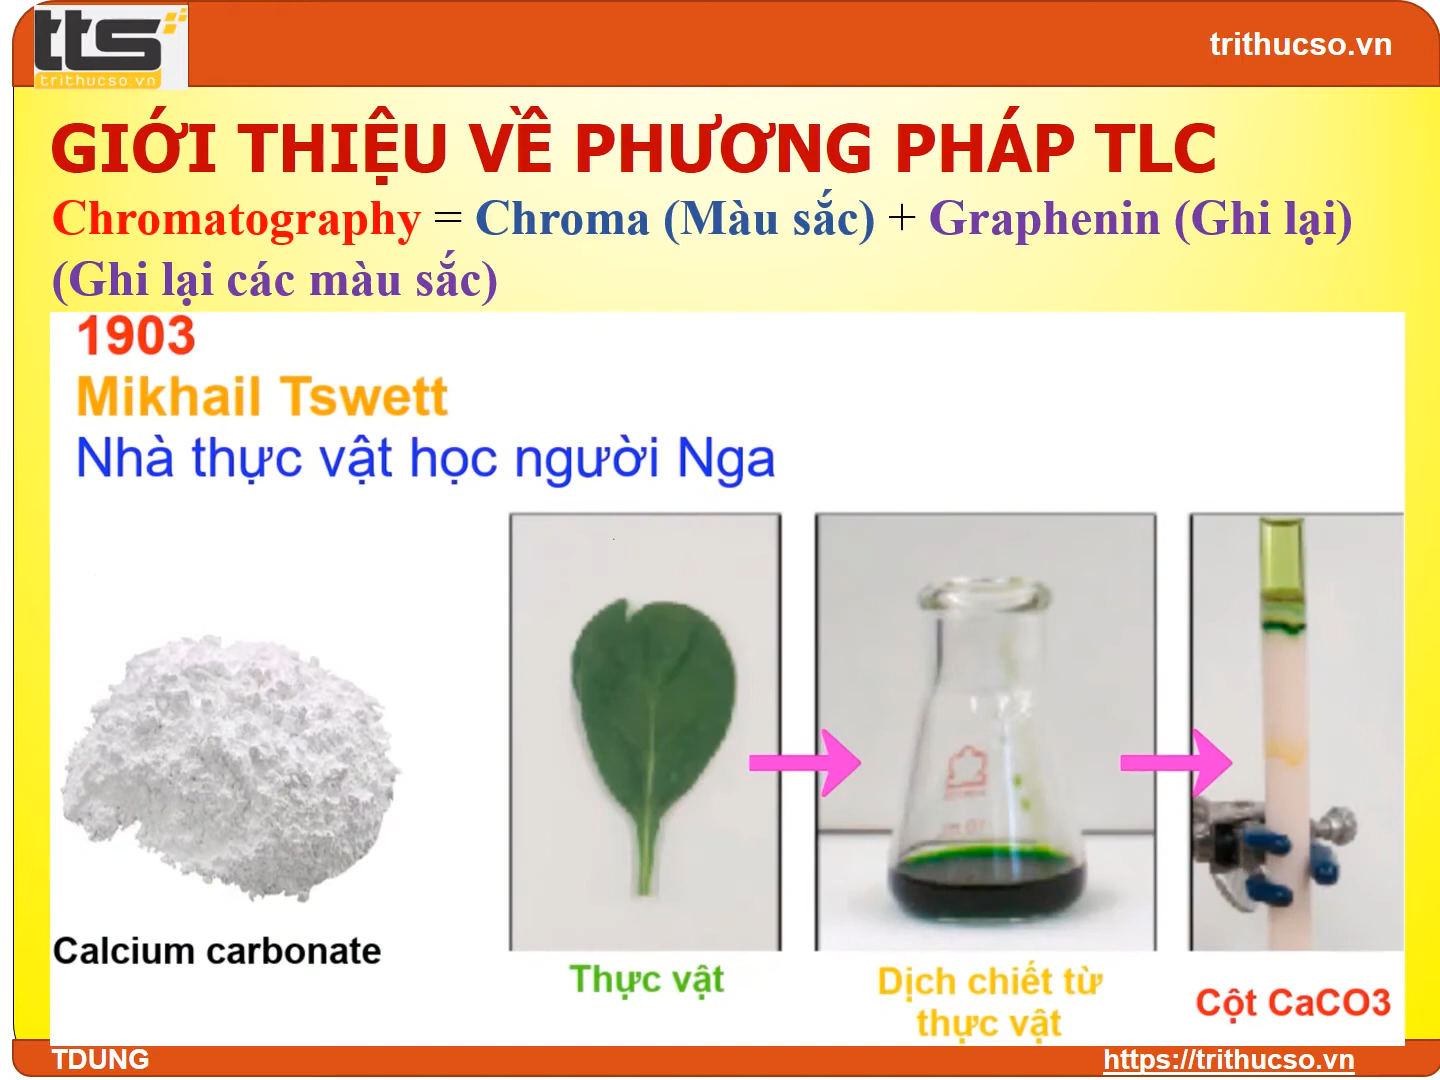 tts
trithucso.vn
trithucso.vn
GIỚI THIỆU VỀ PHƯƠNG PHÁP TLC
Chromatography = Chroma (Màu sắc) + Graphenin (Ghi lại)
(Ghi lại các màu sắc)
1903
Mikhail Tswett
Nhà thực vật học người Nga
Calcium carbonate
Thực vật
Dịch chiết từ
thực vật
Cột CaCO3
TDUNG
https://trithucso.vn